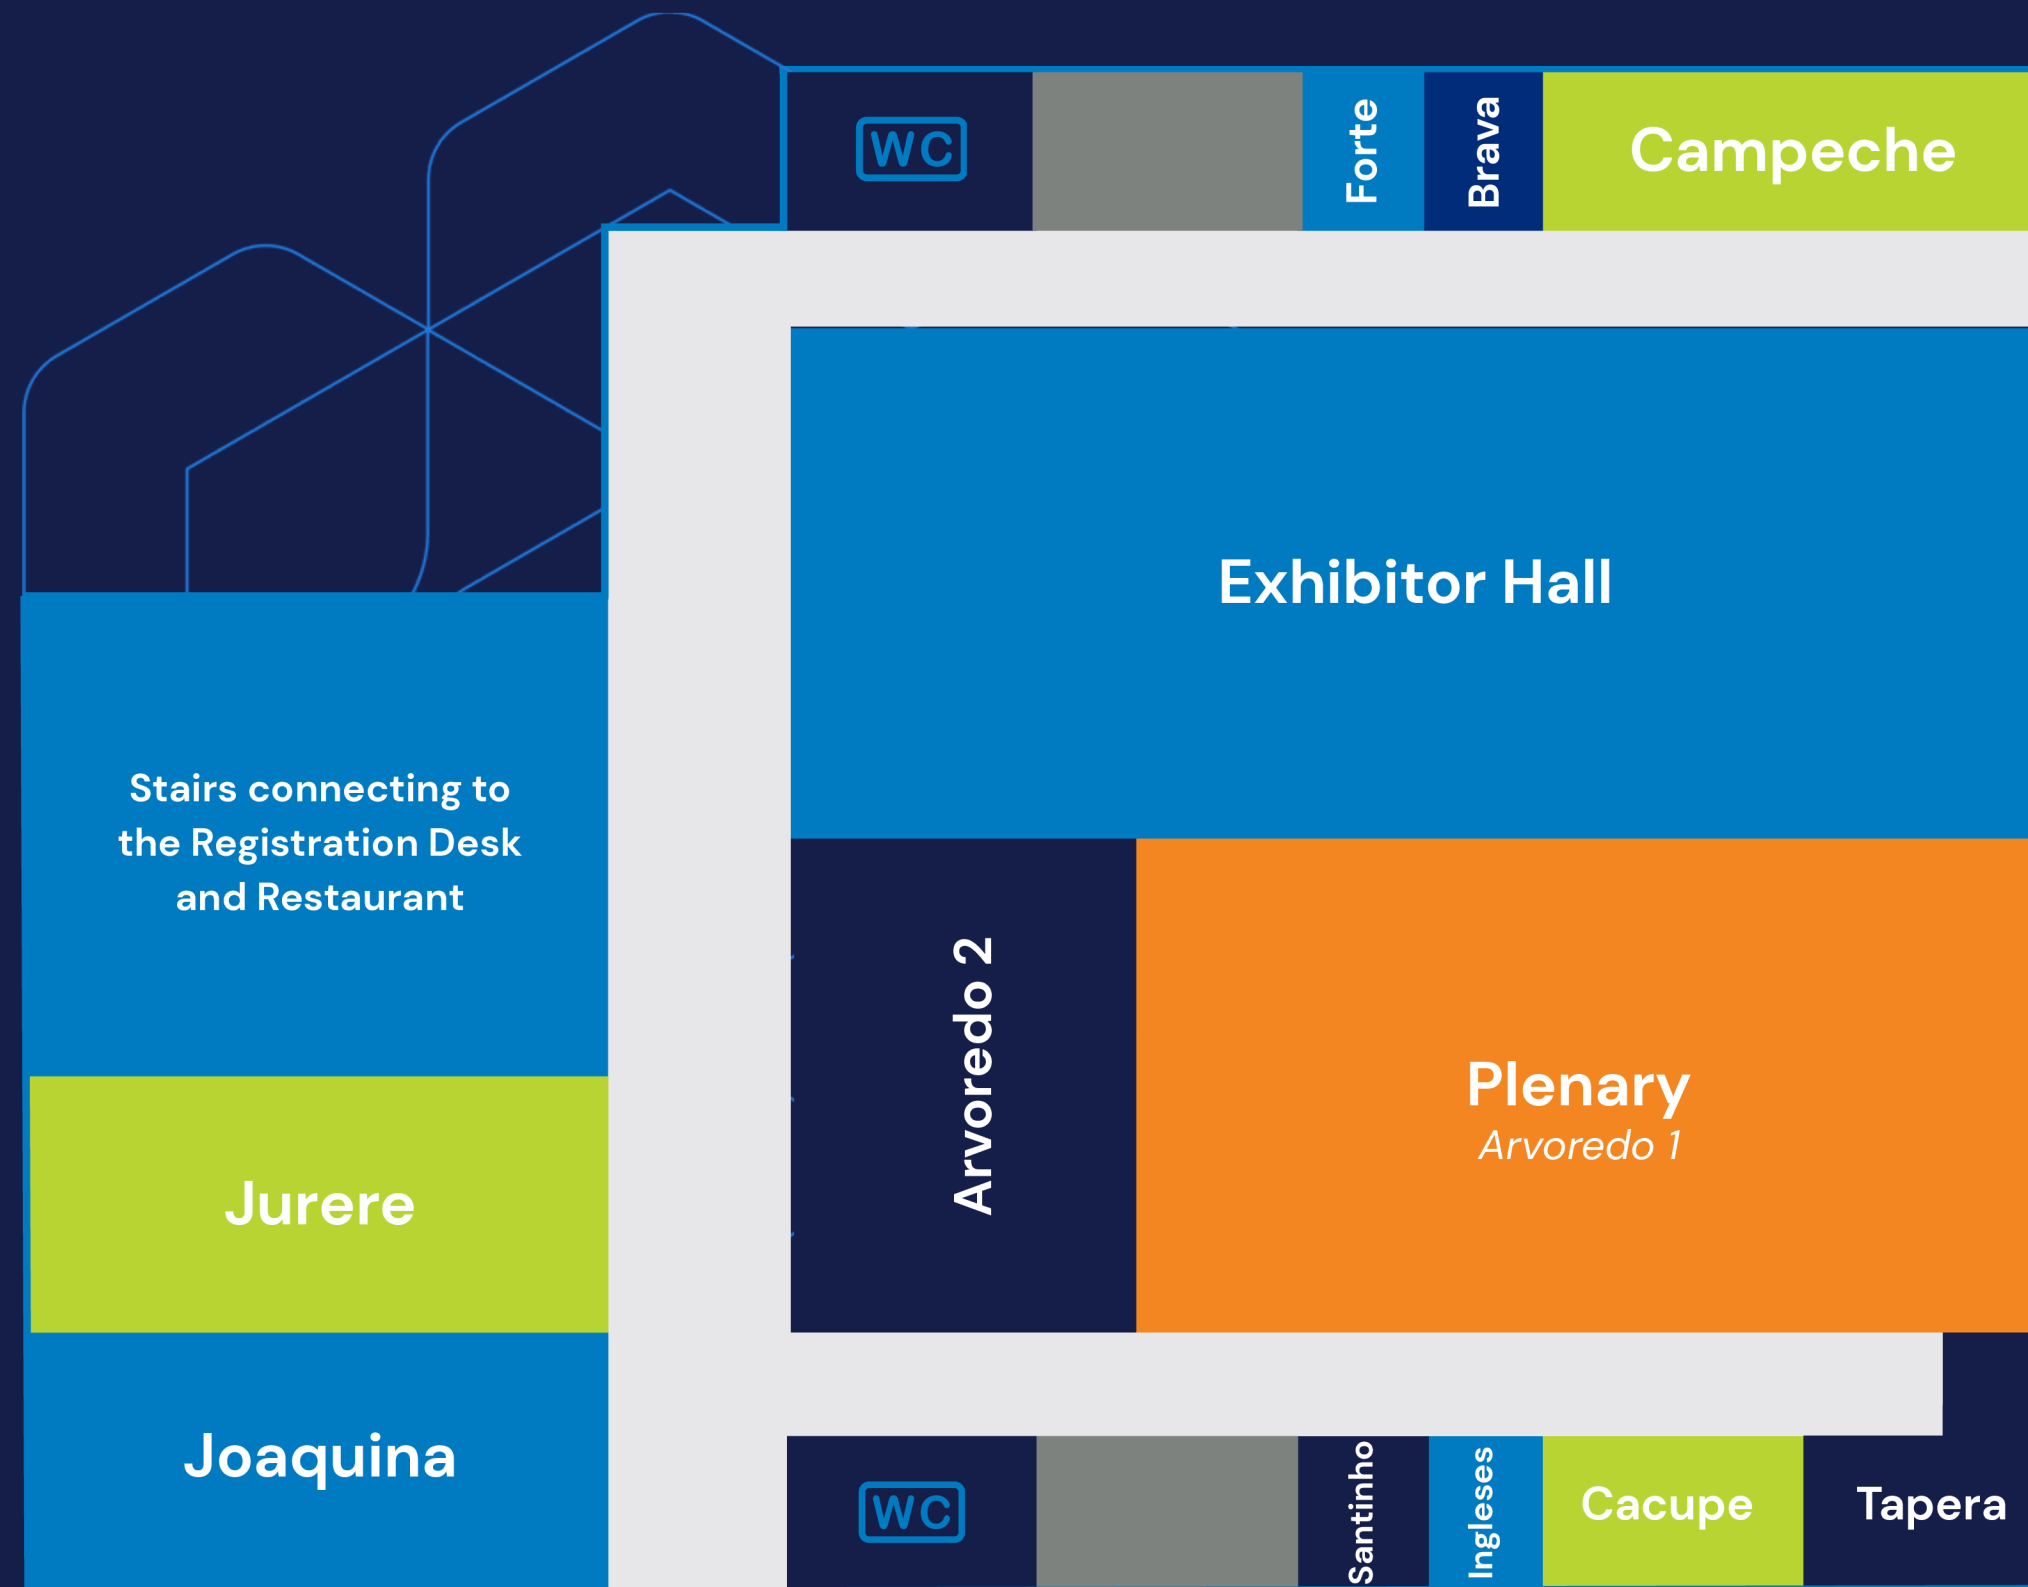 WC
Forte
Brava
Campeche
Exhibitor Hall
Stairs connecting to
the Registration Desk
and Restaurant
Arvoredo 2
Plenary
Arvoredo 1
Jurere
Joaquina
WC
Santinho
Ingleses
Cacupe
Tapera